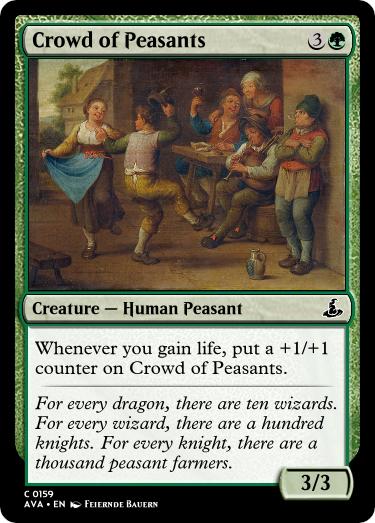 Crowd of Peasants 3
Creature — Human Peasant
Whenever you gain life, put a +1/+1
counter on Crowd of Peasants.
For every dragon, there are ten wizards.
For every wizard, there are a hundred
knights. For every knight, there are a
thousand peasant farmers.
3/3
C 0159
AVA • EN Feiernde Bauern